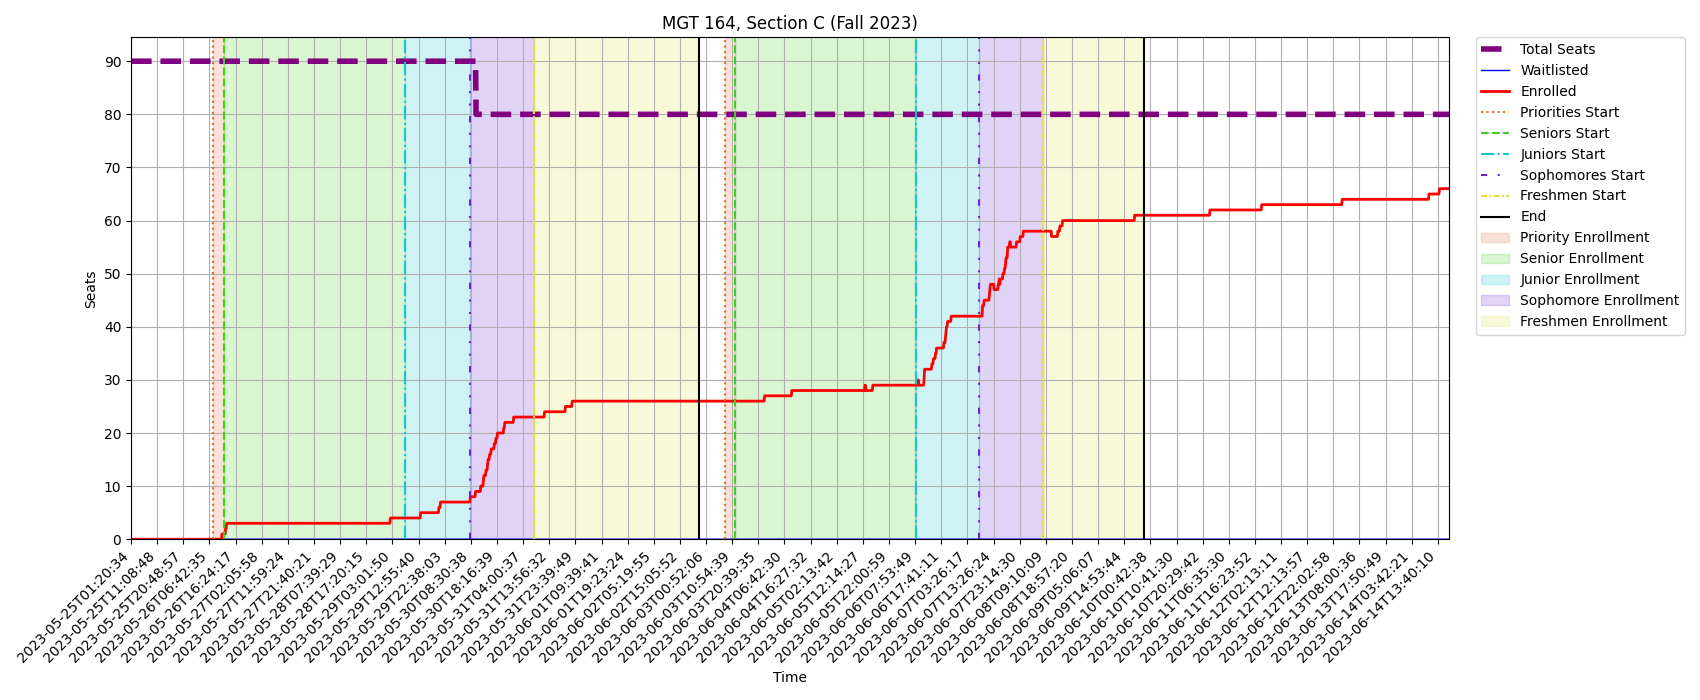 MGT 164, Section C (Fall 2023)
Seats
90
80
70
60
50
40
30
20
10
0
2023-05-25T01:20:34
2023-05-25T11:08:48
2023-05-25T20:48:57
2023-05-26T06:42:35
2023-05-26T16:24:17
2023-05-27T02:05:58
2023-05-27T11:59:24
2023-05-27T21:40:21
2023-05-28T07:39:29
2023-05-28T17:20:15
2023-05-29T03:01:50
2023-05-29T12:55:40
2023-05-29T22:38:03
2023-05-30T08:30:38
2023-05-30T18:16:39
2023-05-31T04:00:37
2023-05-31T13:56:32
2023-05-31T23:39:49
2023-06-01T09:39:41
2023-06-01T19:23:24
2023-06-02T05:19:55
2023-06-02T15:05:52
2023-06-03T00:52:06
2023-06-03T10:54:39
2023-06-03T20:39:35
2023-06-04T06:42:30
2023-06-04T16:27:32
2023-06-05T02:13:42
2023-06-05T12:14:27
2023-06-05T22:00:59
2023-06-06T07:53:49
2023-06-06T17:41:11
2023-06-07T03:26:17
2023-06-07T13:26:24
2023-06-07T23:14:30
2023-06-08T09:10:09
2023-06-08T18:57:20
2023-06-09T05:06:07
2023-06-09T14:53:44
2023-06-10T00:42:38
2023-06-10T10:41:30
2023-06-10T20:29:42
2023-06-11T06:35:30
2023-06-11T16:23:52
2023-06-12T02:13:11
2023-06-12T12:13:57
2023-06-12T22:02:58
2023-06-13T08:00:36
2023-06-13T17:50:49
2023-06-14T03:42:21
2023-06-14T13:40:10
Time
Total Seats
Waitlisted
Enrolled
Priorities Start
Seniors Start
Juniors Start
Sophomores Start
Freshmen Start
End
Priority Enrollment
Senior Enrollment
Junior Enrollment
Sophomore Enrollment
Freshmen Enrollment